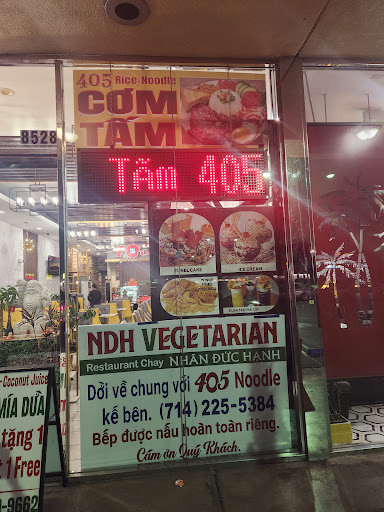 405 Rice-Noodle
CƠM
TẤM
8528
Tấm 405
FUNEL CAKE
ICE CREAM
NDH VEGETARIAN
Restaurant Chay NHÂN ĐỨC HẠNH
Dởi về chung với 405 Noodle
kế bên. (714) 225-5384
Bếp được nấu hoàn toàn riêng.
Cám ơn Quý Khách.
Coconut Juice
MÍA DỪA
tặng 1
1 Free
-9662